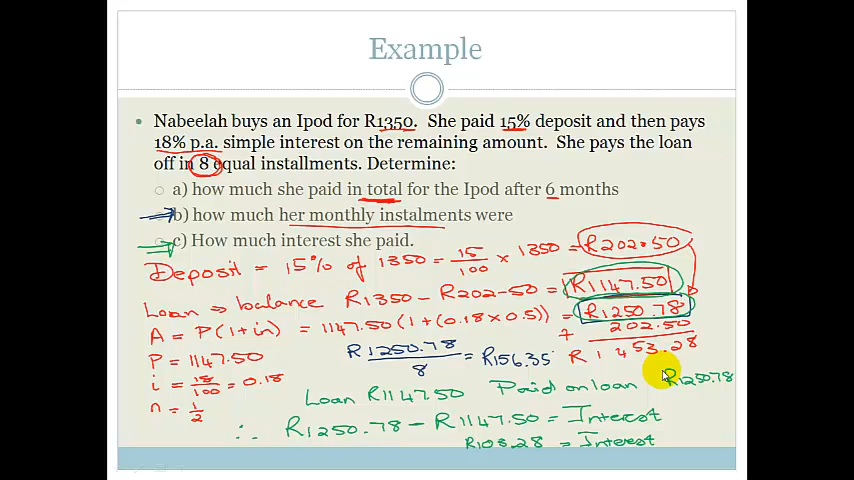 Example
Nabeelah buys an Ipod for R1350. She paid 15% deposit and then pays
18% p.a. simple interest on the remaining amount. She pays the loan
off in 8 equal installments. Determine:
a) how much she paid in total for the Ipod after 6 months
b) how much her monthly instalments were
c) How much interest she paid.
Deposit = 15% of 1350 = 15/100 × 1350 = R202.50
Loan ⇒ balance R1350 - R202-50 = R1147.50
A = P(1+in) = 1147.50(1+(0.18×0.5)) = R1250.78
+ 202.50
R1453.28
P = 1147.50
R1250.78/8 = R156.35
i = 18/100 = 0.18
n = 1/2
Loan R1147.50 Paid on loan R1250.78
∴ R1250.78 - R1147.50 = Interest
R103.28 = Interest